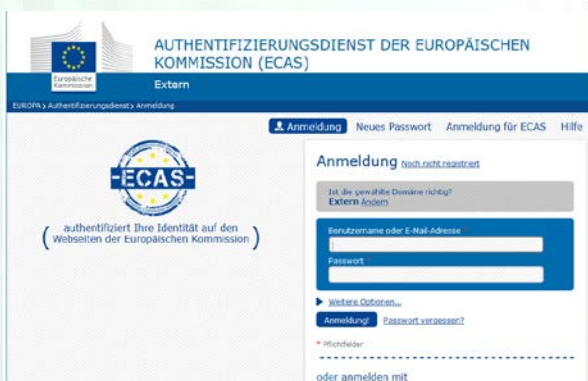 AUTHENTIFIZIERUNGSDIENST DER EUROPÄISCHEN
KOMMISSION (ECAS)
Europäische
Kommission
Extern
EUROPA > Authentifizierungsdienst > Anmeldung
Anmeldung Neues Passwort Anmeldung für ECAS Hilfe
ECAS
authentifiziert Ihre Identität auf den
Webseiten der Europäischen Kommission
Anmeldung Noch nicht registriert
Ist die gewählte Domäne richtig?
Extern Ändern
Benutzername oder E-Mail-Adresse *
Passwort *
Weitere Optionen...
Anmeldung! Passwort vergessen?
* Pflichtfelder
oder anmelden mit